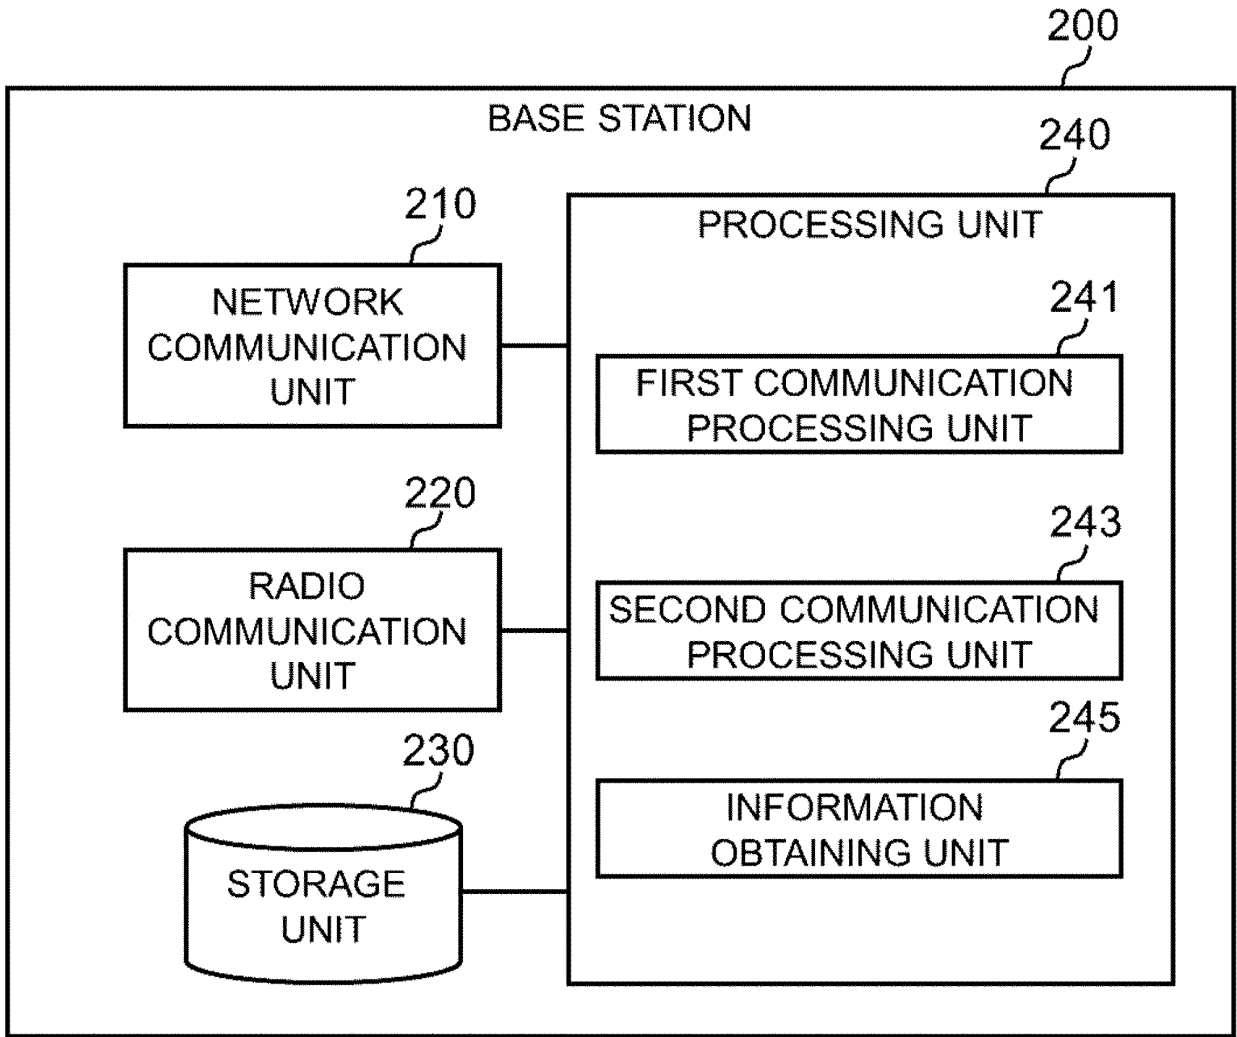 200
BASE STATION
240
PROCESSING UNIT
210
NETWORK
COMMUNICATION
UNIT
241
FIRST COMMUNICATION
PROCESSING UNIT
220
RADIO
COMMUNICATION
UNIT
243
SECOND COMMUNICATION
PROCESSING UNIT
230
STORAGE
UNIT
245
INFORMATION
OBTAINING UNIT